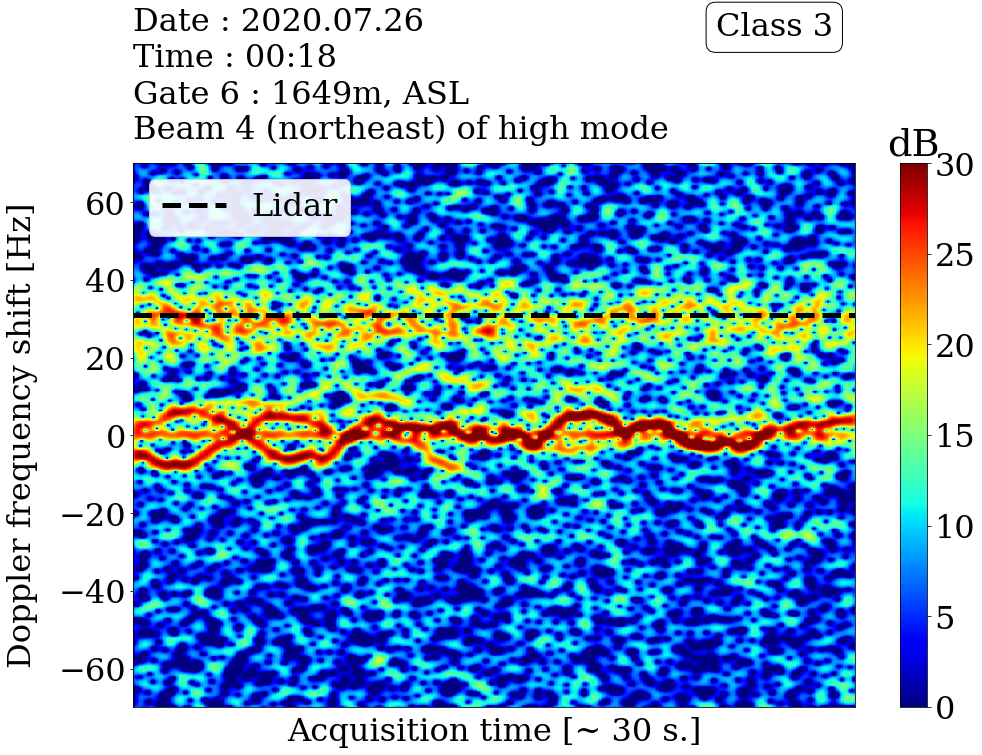 Date : 2020.07.26
Time : 00:18
Gate 6 : 1649m, ASL
Beam 4 (northeast) of high mode
Class 3
dB
Lidar
Doppler frequency shift [Hz]
60
40
20
0
−20
−40
−60
30
25
20
15
10
5
0
Acquisition time [~ 30 s.]